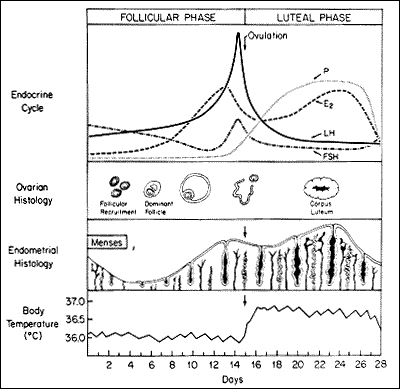 FOLLICULAR PHASE
LUTEAL PHASE
Ovulation
P
E2
LH
FSH
Endocrine
Cycle
Ovarian
Histology
Follicular
Recruitment
Dominant
Follicle
Corpus
Luteum
Endometrial
Histology
Menses
Body
Temperature
(°C)
37.0
36.5
36.0
2 4 6 8 10 12 14 16 18 20 22 24 26 28
Days